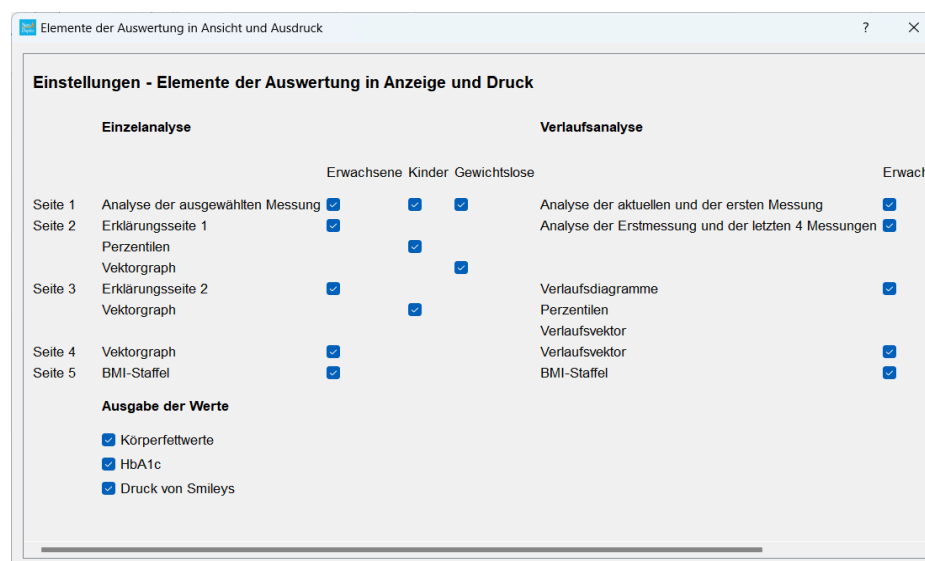 Elemente der Auswertung in Ansicht und Ausdruck ?
Einstellungen - Elemente der Auswertung in Anzeige und Druck
Einzelanalyse Verlaufsanalyse
Erwachsene Kinder Gewichtslose Erwach
Seite 1 Analyse der ausgewählten Messung Analyse der aktuellen und der ersten Messung
Seite 2 Erklärungsseite 1 Analyse der Erstmessung und der letzten 4 Messungen
Perzentilen
Vektorgraph
Seite 3 Erklärungsseite 2 Verlaufsdiagramme
Vektorgraph Perzentilen
Verlaufsvektor
Seite 4 Vektorgraph Verlaufsvektor
Seite 5 BMI-Staffel BMI-Staffel
Ausgabe der Werte
Körperfettwerte
HbA1c
Druck von Smileys